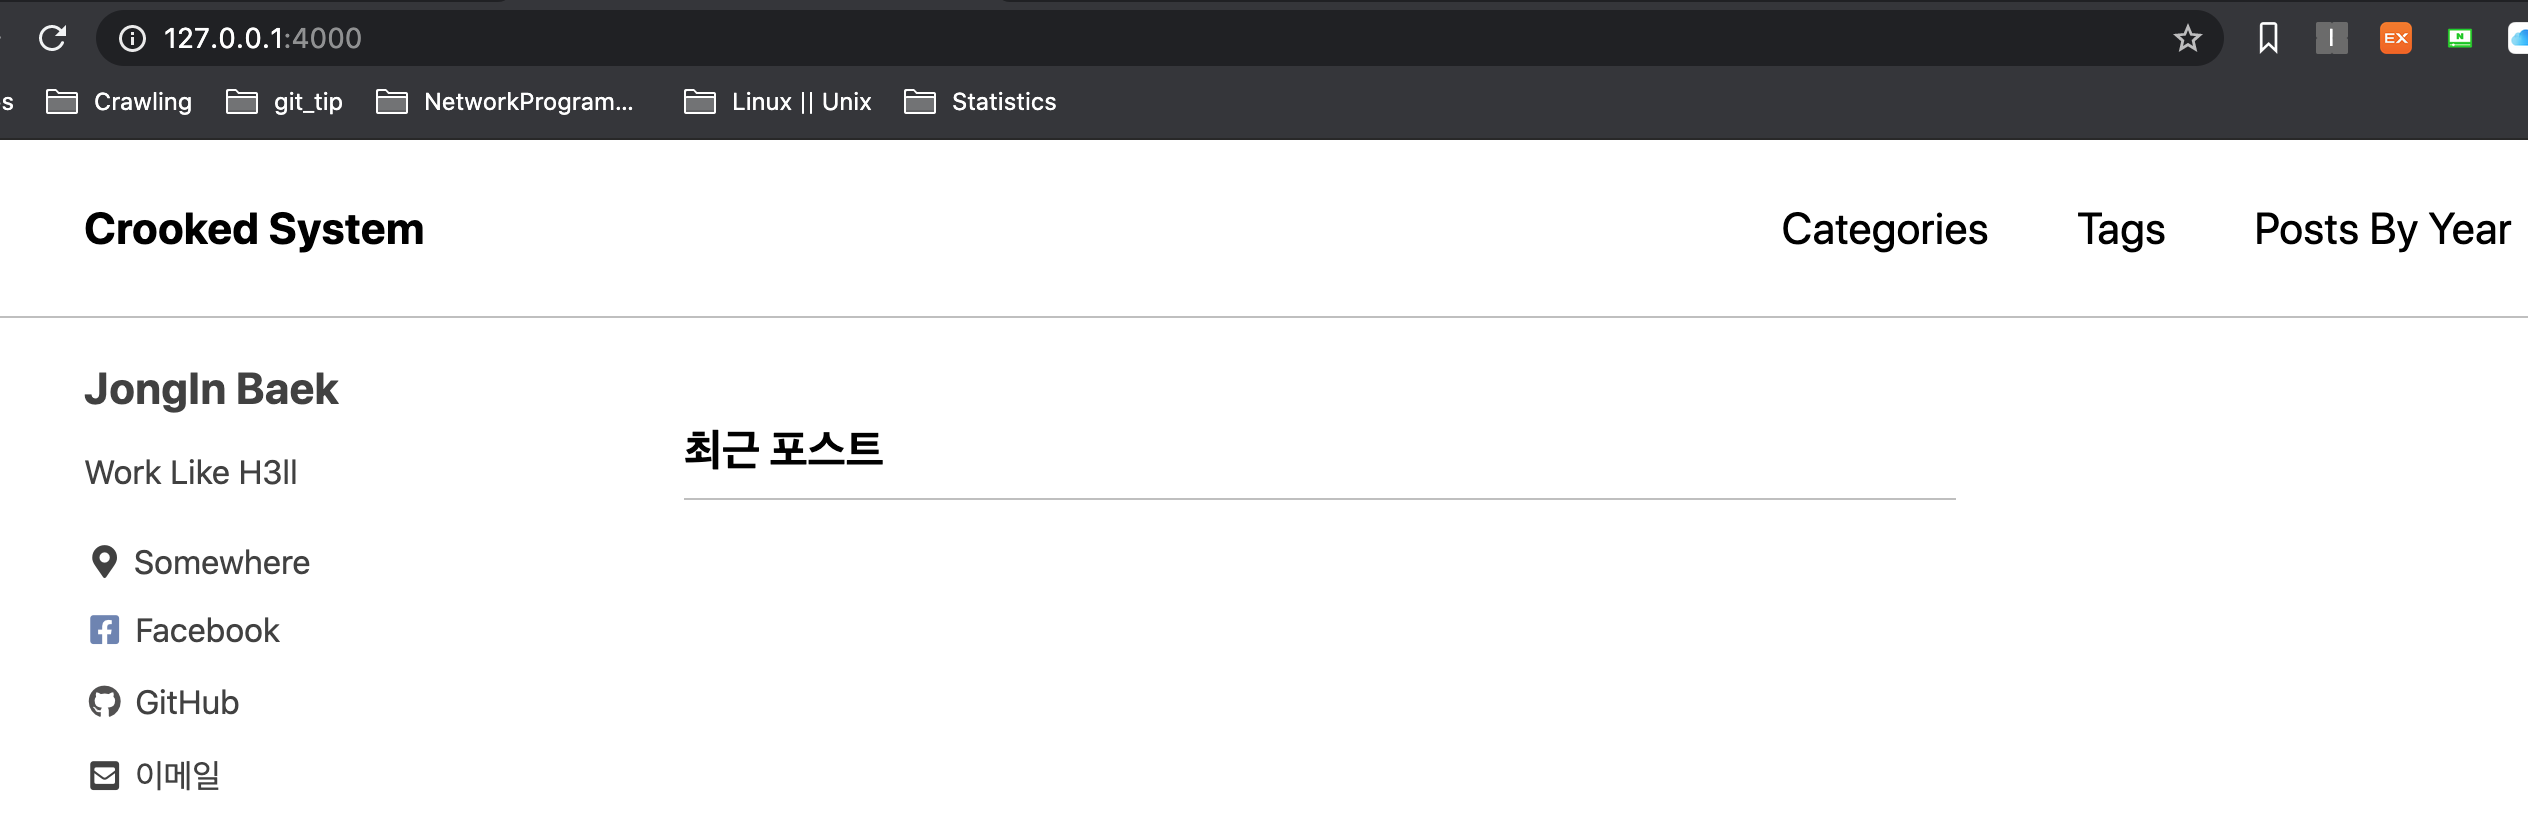 127.0.0.1:4000
EX
N
s Crawling git_tip NetworkProgram... Linux || Unix Statistics
Crooked System Categories Tags Posts By Year
JongIn Baek
최근 포스트
Work Like H3ll
Somewhere
Facebook
GitHub
이메일